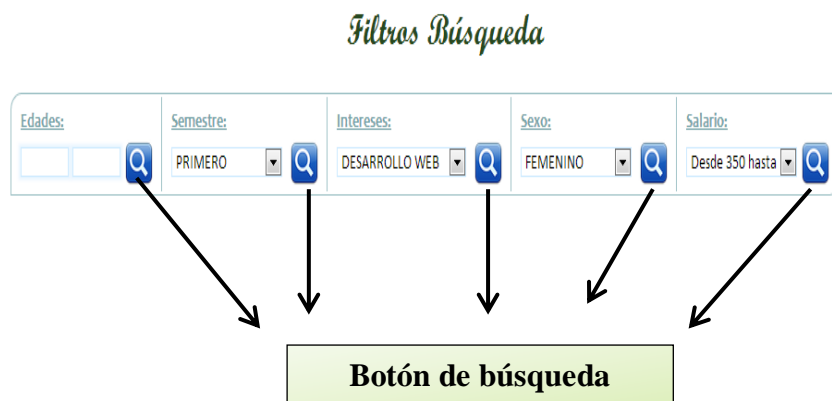 Filtros Búsqueda
Edades: Semestre: Intereses: Sexo: Salario:
PRIMERO DESARROLLO WEB FEMENINO Desde 350 hasta
Botón de búsqueda